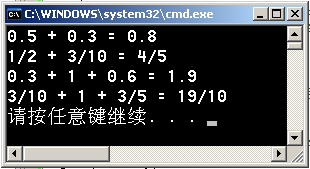 C:\WINDOWS\system32\cmd.exe
0.5 + 0.3 = 0.8
1/2 + 3/10 = 4/5
0.3 + 1 + 0.6 = 1.9
3/10 + 1 + 3/5 = 19/10
请按任意键继续. . .